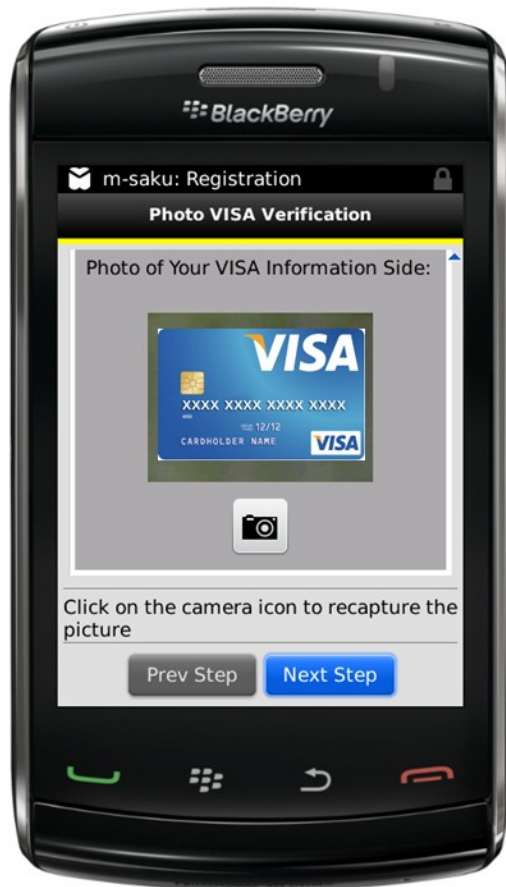 BlackBerry
m-saku: Registration
Photo VISA Verification
Photo of Your VISA Information Side:
VISA
XXXX XXXX XXXX XXXX
12/12
CARDHOLDER NAME
VISA
Click on the camera icon to recapture the
picture
Prev Step
Next Step